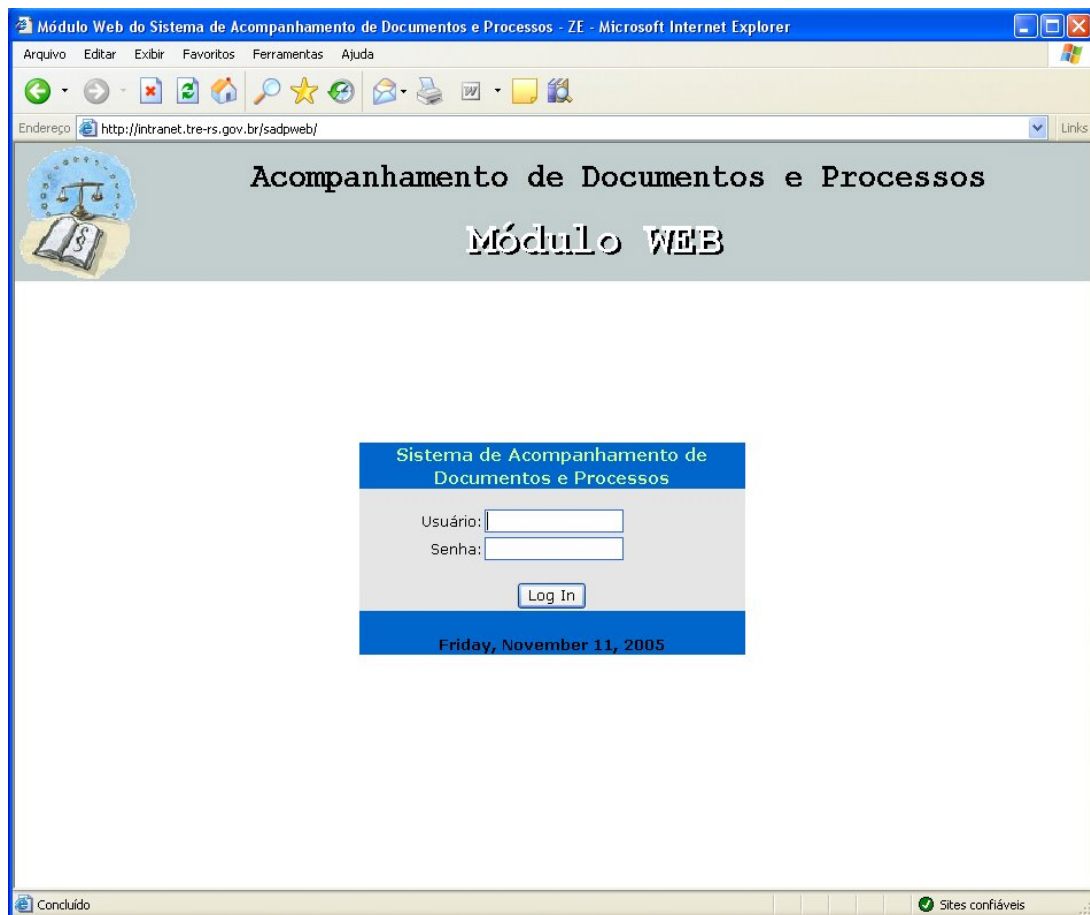 Módulo Web do Sistema de Acompanhamento de Documentos e Processos - ZE - Microsoft Internet Explorer
Arquivo Editar Exibir Favoritos Ferramentas Ajuda
Endereço http://intranet.tre-rs.gov.br/sadpweb/ Links
Acompanhamento de Documentos e Processos
Módulo WEB
Sistema de Acompanhamento de
Documentos e Processos
Usuário:
Senha:
Log In
Friday, November 11, 2005
Concluído Sites confiáveis